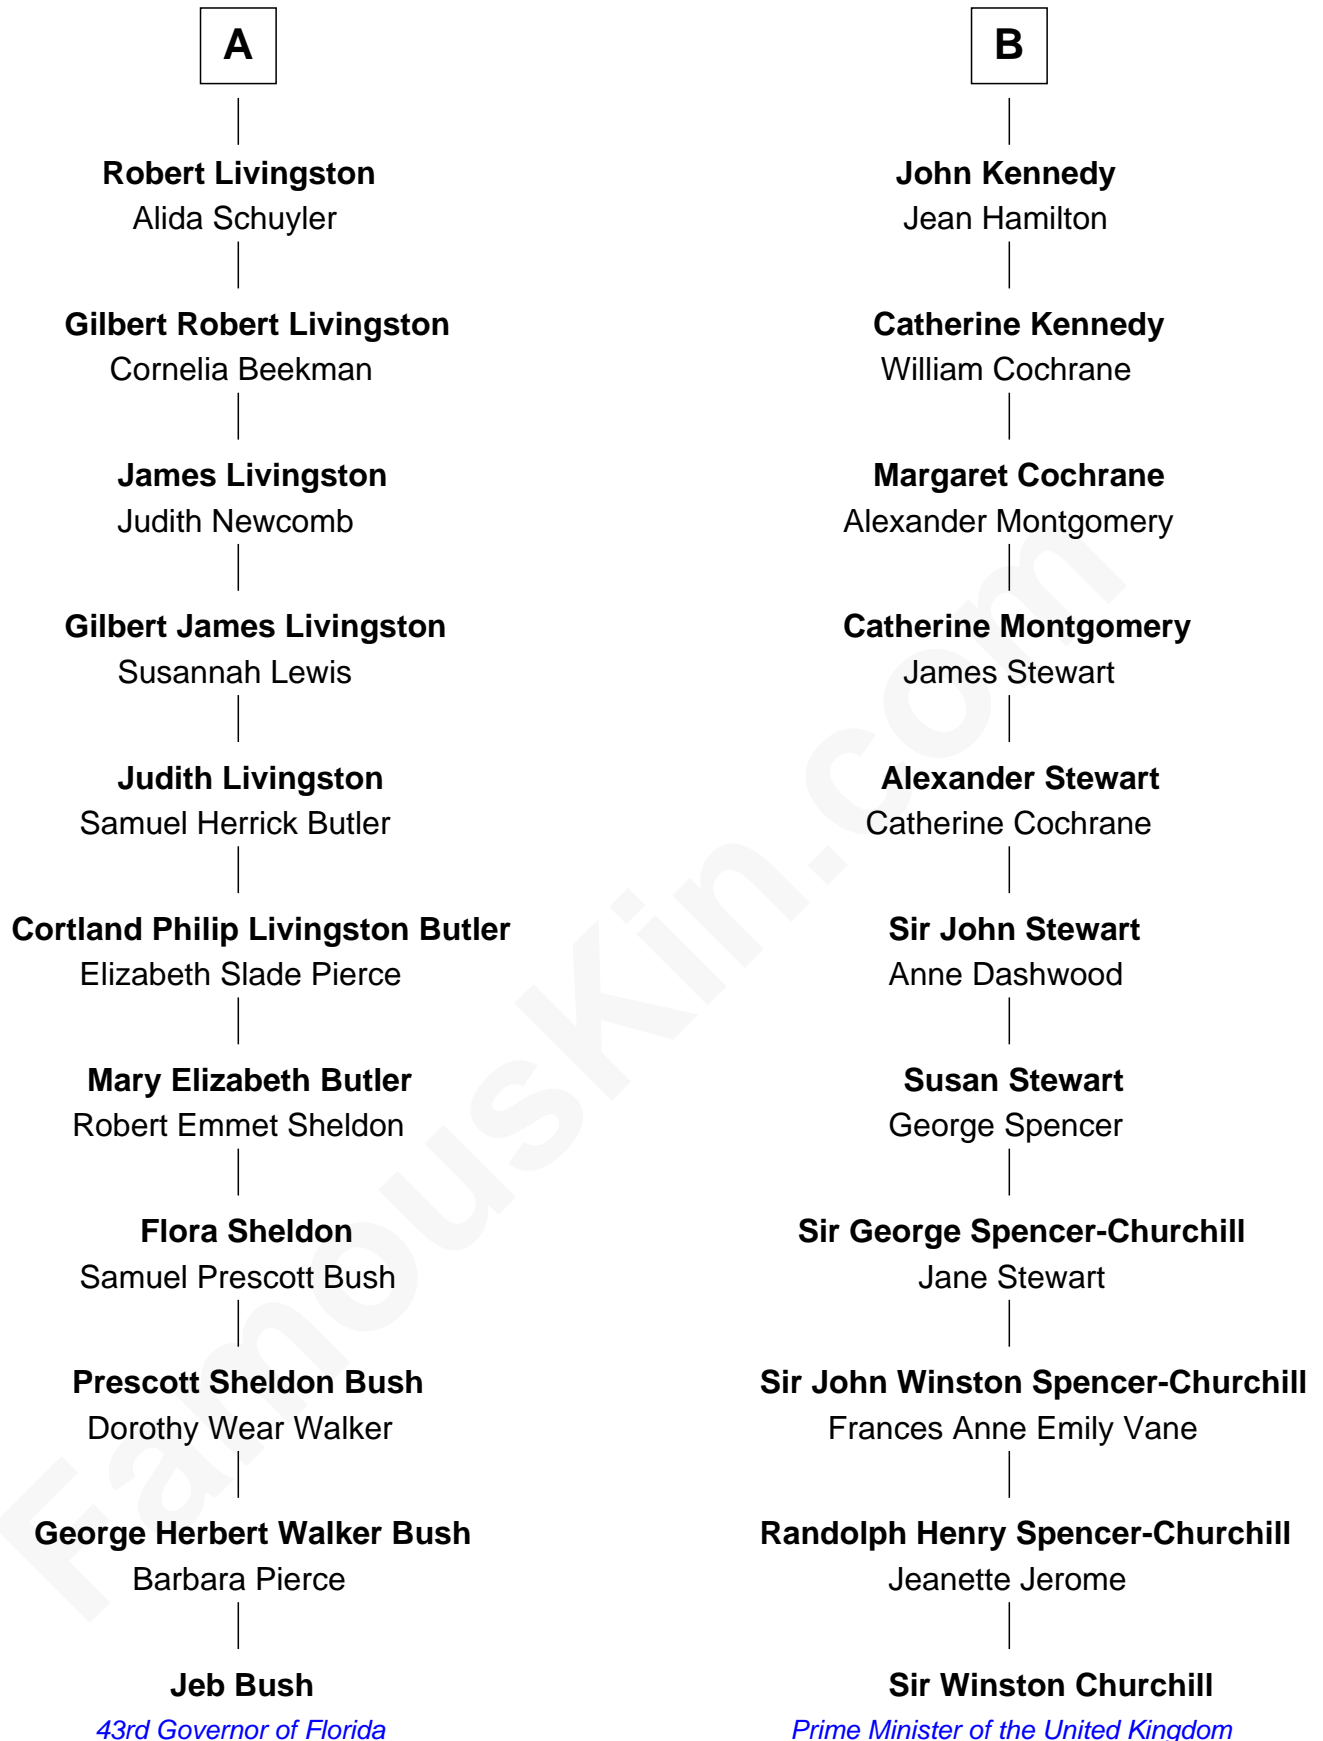 A
Robert Livingston
Alida Schuyler
Gilbert Robert Livingston
Cornelia Beekman
James Livingston
Judith Newcomb
Gilbert James Livingston
Susannah Lewis
Judith Livingston
Samuel Herrick Butler
Cortland Philip Livingston Butler
Elizabeth Slade Pierce
Mary Elizabeth Butler
Robert Emmet Sheldon
Flora Sheldon
Samuel Prescott Bush
Prescott Sheldon Bush
Dorothy Wear Walker
George Herbert Walker Bush
Barbara Pierce
Jeb Bush
43rd Governor of Florida
B
John Kennedy
Jean Hamilton
Catherine Kennedy
William Cochrane
Margaret Cochrane
Alexander Montgomery
Catherine Montgomery
James Stewart
Alexander Stewart
Catherine Cochrane
Sir John Stewart
Anne Dashwood
Susan Stewart
George Spencer
Sir George Spencer-Churchill
Jane Stewart
Sir John Winston Spencer-Churchill
Frances Anne Emily Vane
Randolph Henry Spencer-Churchill
Jeanette Jerome
Sir Winston Churchill
Prime Minister of the United Kingdom
FamousKin.com